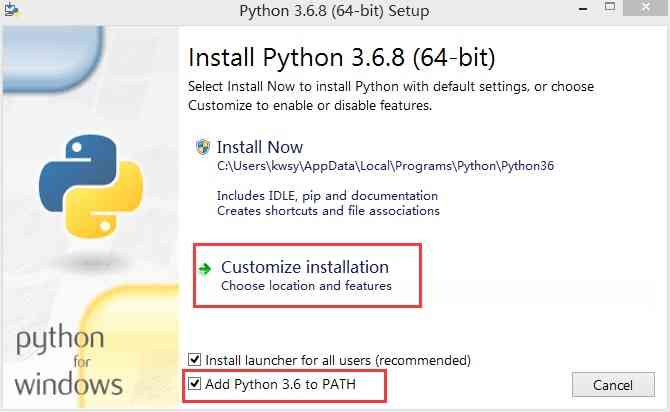 Python 3.6.8 (64-bit) Setup
Install Python 3.6.8 (64-bit)
Select Install Now to install Python with default settings, or choose
Customize to enable or disable features.
Install Now
C:\Users\kwsy\AppData\Local\Programs\Python\Python36
Includes IDLE, pip and documentation
Creates shortcuts and file associations
Customize installation
Choose location and features
python
for
windows
Install launcher for all users (recommended)
Add Python 3.6 to PATH
Cancel